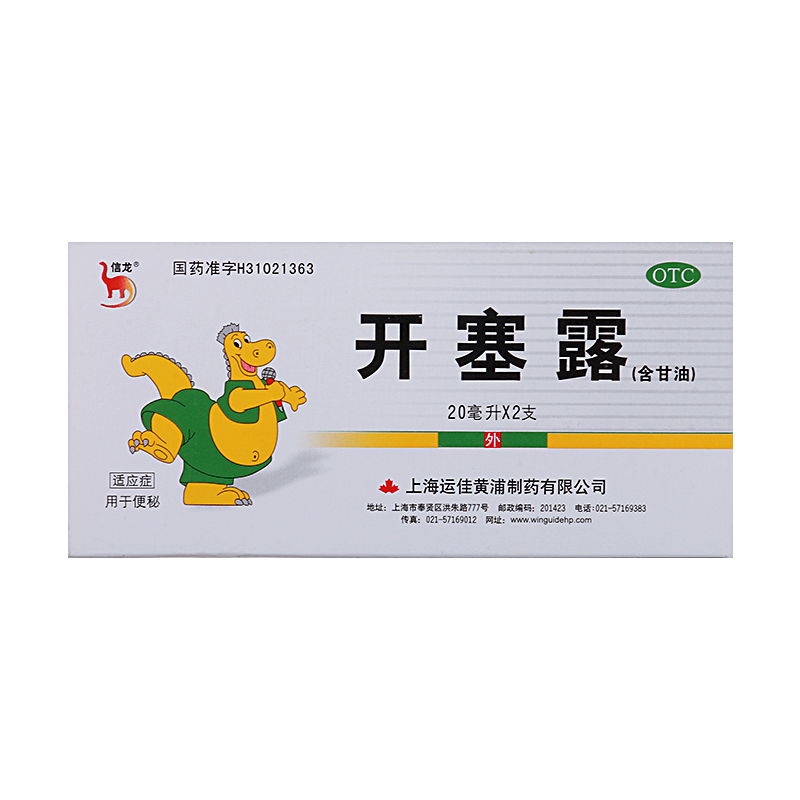 信龙®
国药准字H31021363
OTC
开塞露(含甘油)
20毫升X2支
外
适应症
用于便秘
上海运佳黄浦制药有限公司
地址：上海市奉贤区洪朱路777号 邮政编码：201423 电话:021-57169383
传真：021-57169012 网址：www.winguidehp.com